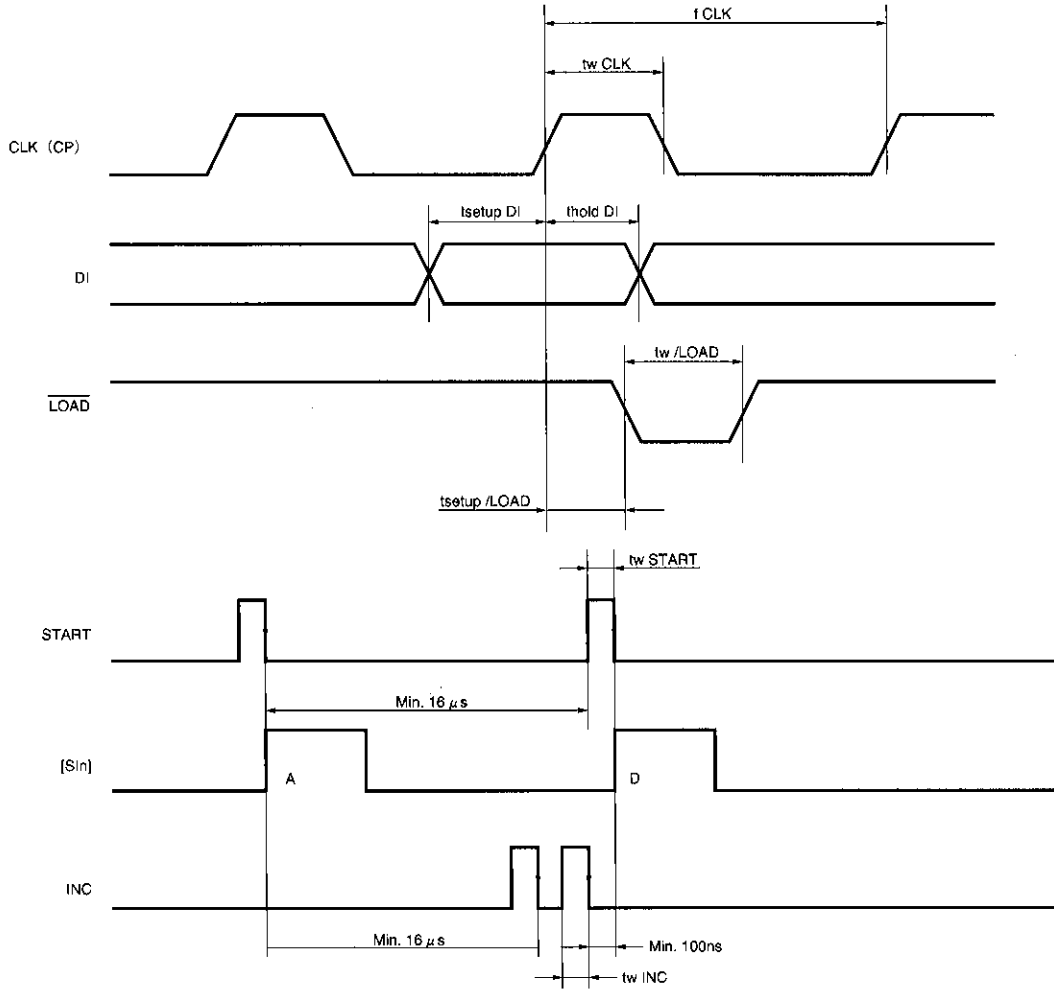 f CLK
tw CLK
CLK (CP)
tsetup DI
thold DI
DI
tw /LOAD
LOAD
tsetup /LOAD
tw START
START
Min. 16 μs
[SIn]
A
D
INC
Min. 16 μs
Min. 100ns
tw INC